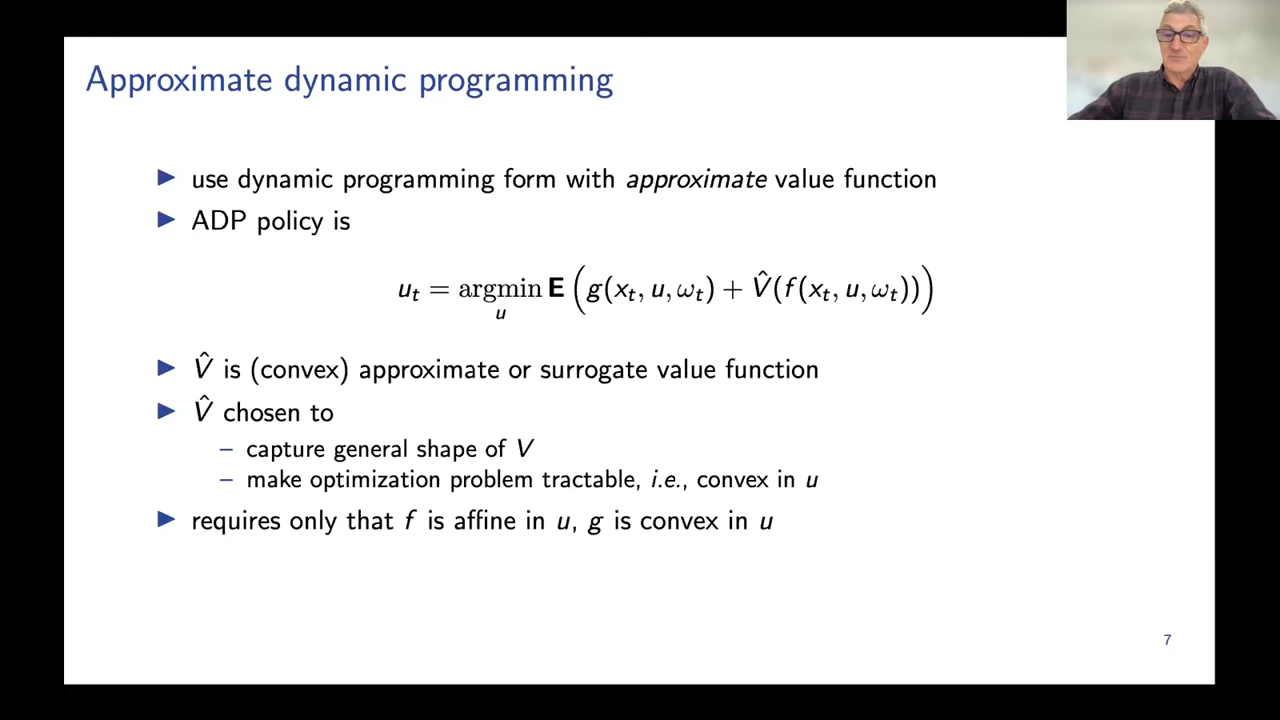 Approximate dynamic programming
▶ use dynamic programming form with approximate value function
▶ ADP policy is
u_t = argmin_u E ( g(x_t, u, ω_t) + V̂(f(x_t, u, ω_t)) )
▶ V̂ is (convex) approximate or surrogate value function
▶ V̂ chosen to
– capture general shape of V
– make optimization problem tractable, i.e., convex in u
▶ requires only that f is affine in u, g is convex in u
7